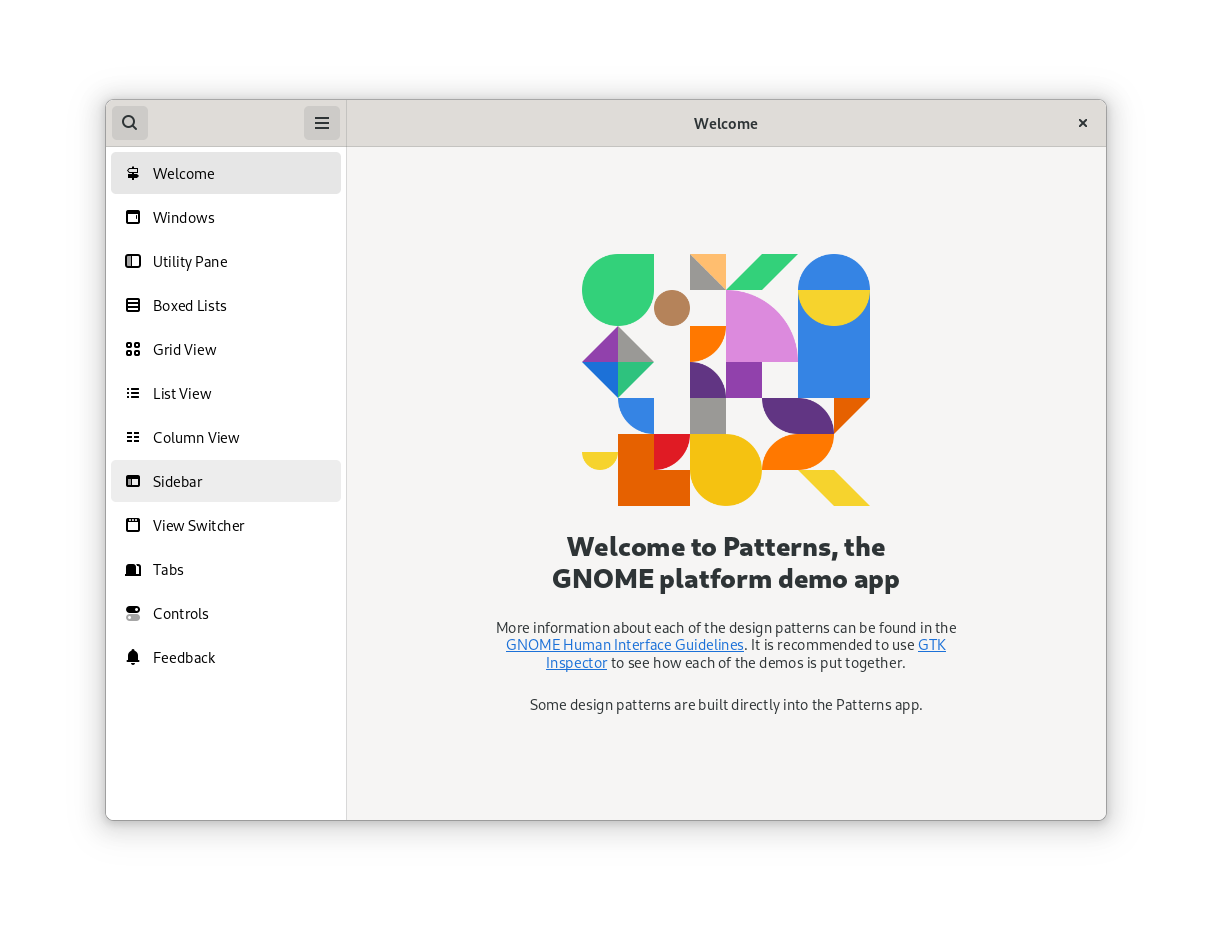 Welcome
Welcome
Windows
Utility Pane
Boxed Lists
Grid View
List View
Column View
Sidebar
View Switcher
Tabs
Controls
Feedback
Welcome to Patterns, the
GNOME platform demo app
More information about each of the design patterns can be found in the
GNOME Human Interface Guidelines. It is recommended to use GTK
Inspector to see how each of the demos is put together.
Some design patterns are built directly into the Patterns app.